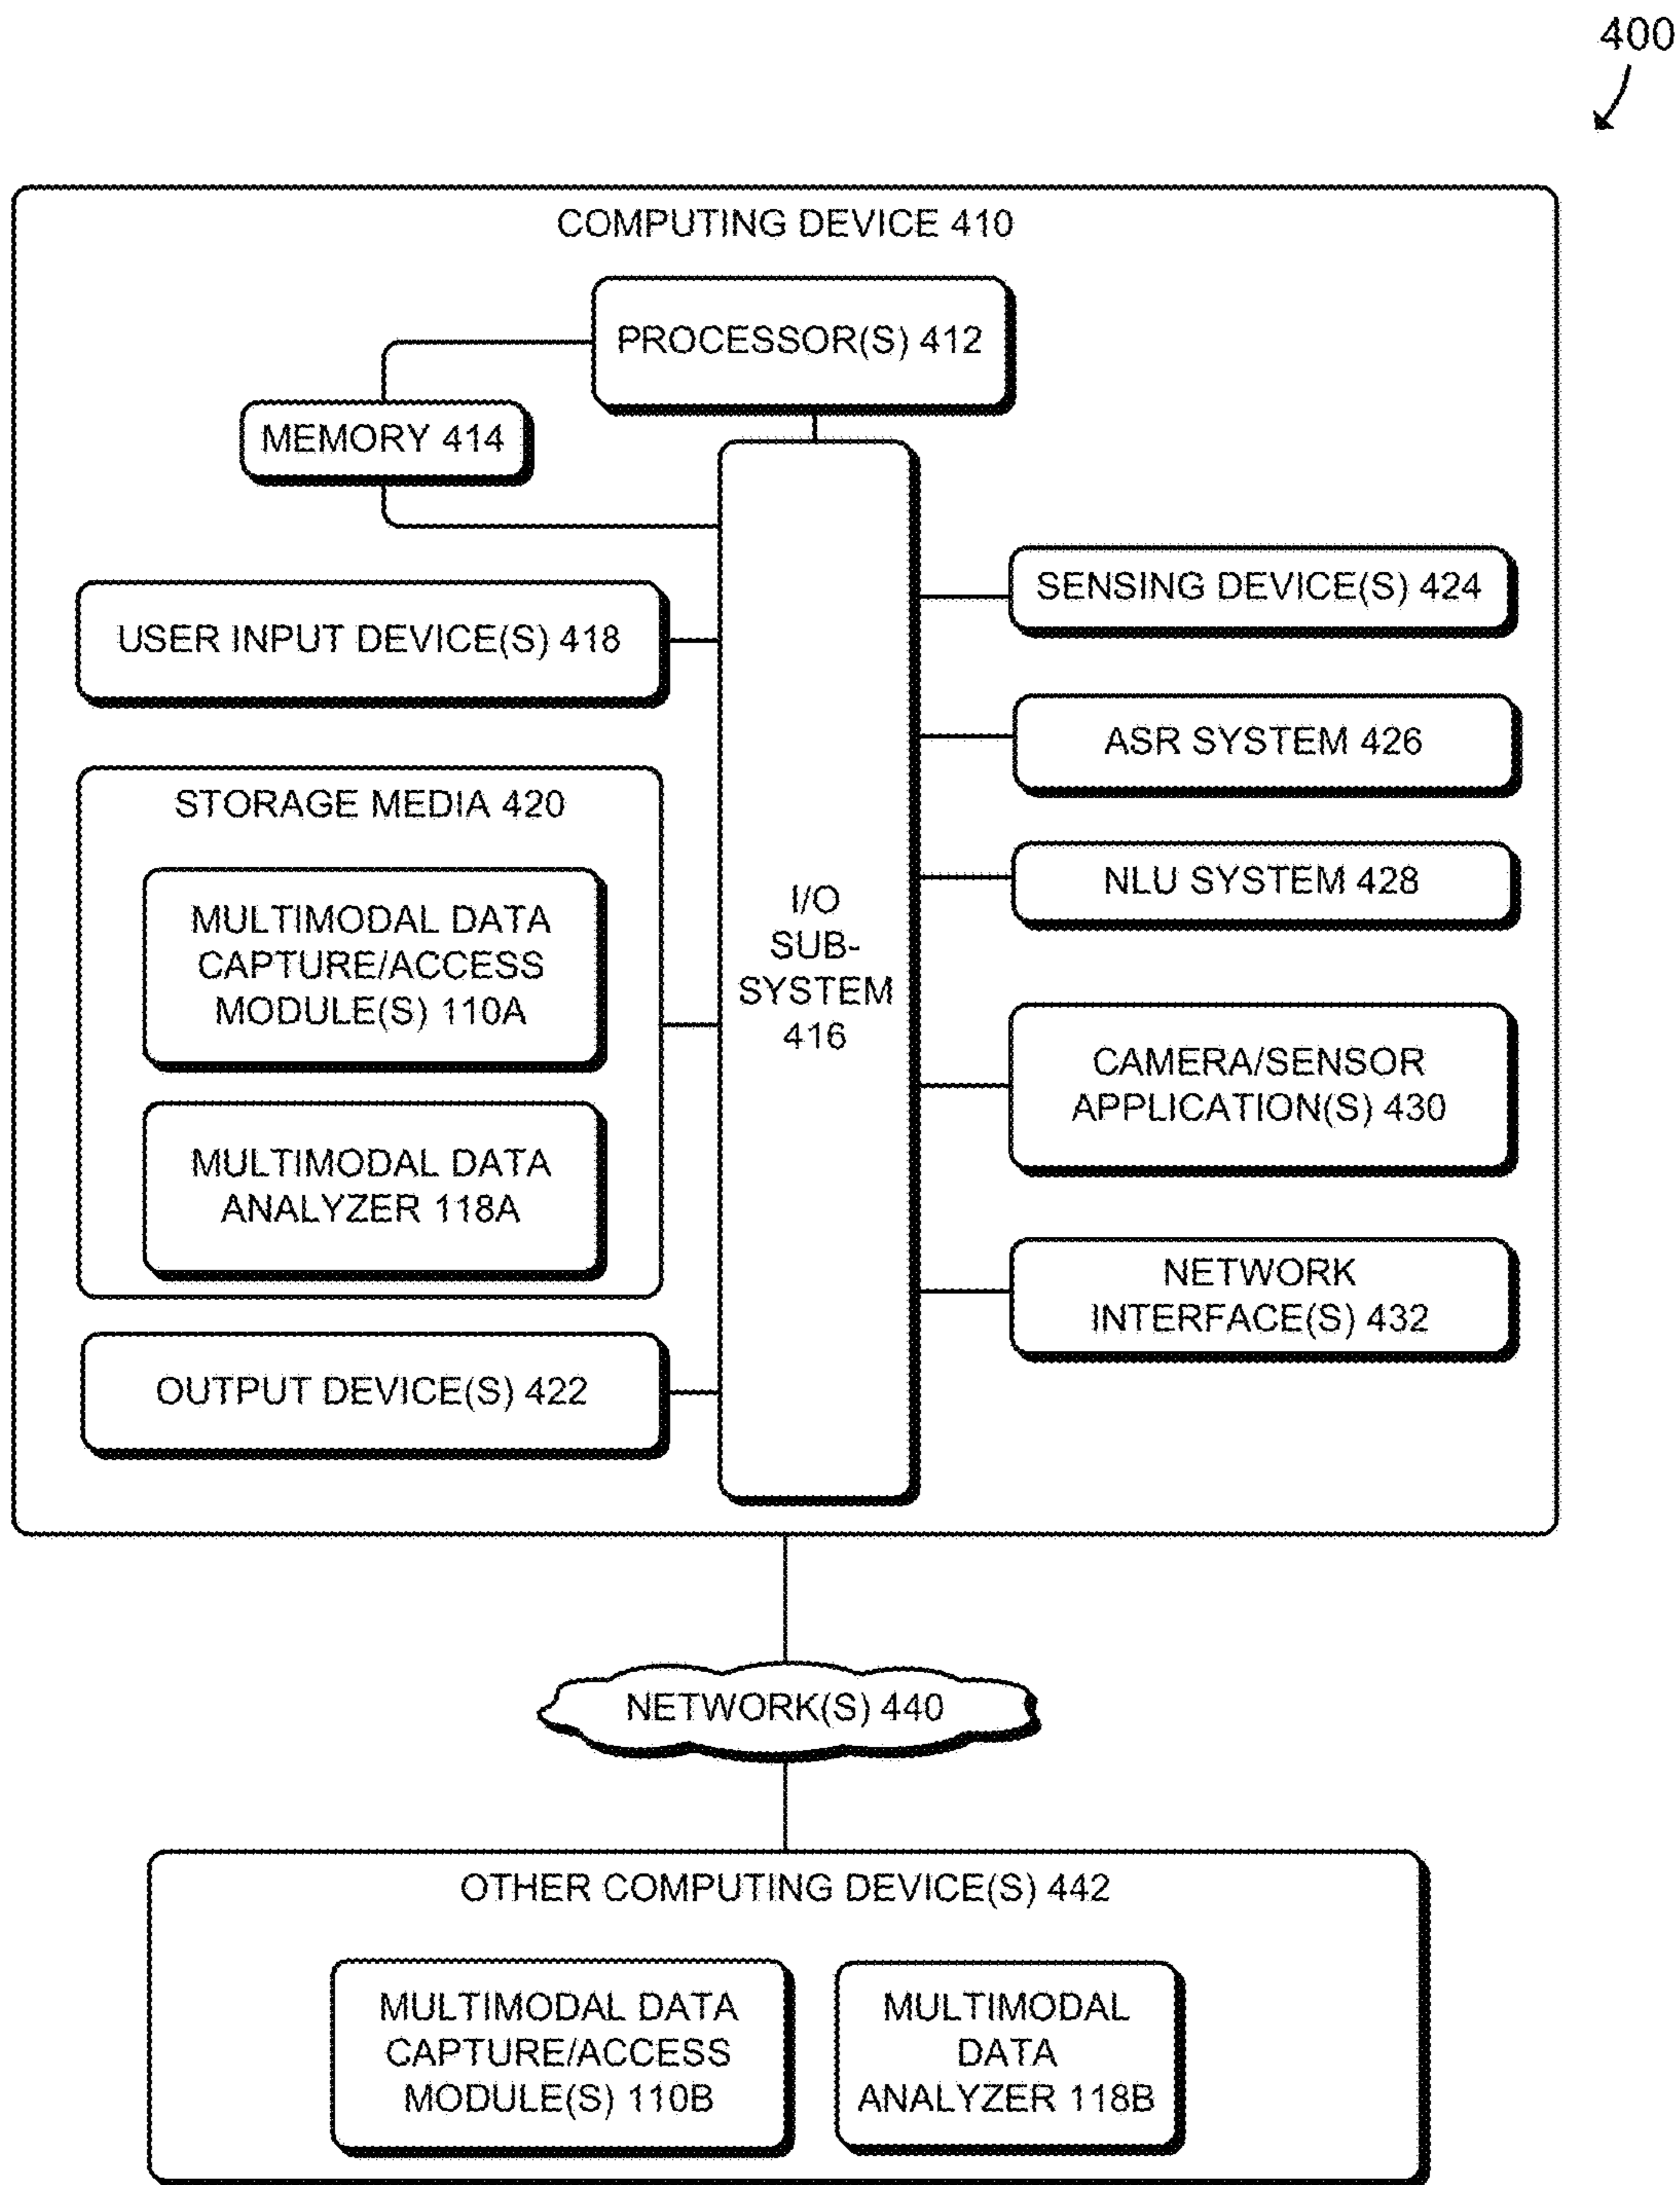 400
COMPUTING DEVICE 410
PROCESSOR(S) 412
MEMORY 414
USER INPUT DEVICE(S) 418
STORAGE MEDIA 420
MULTIMODAL DATA
CAPTURE/ACCESS
MODULE(S) 110A
MULTIMODAL DATA
ANALYZER 118A
OUTPUT DEVICE(S) 422
I/O
SUB-
SYSTEM
416
SENSING DEVICE(S) 424
ASR SYSTEM 426
NLU SYSTEM 428
CAMERA/SENSOR
APPLICATION(S) 430
NETWORK
INTERFACE(S) 432
NETWORK(S) 440
OTHER COMPUTING DEVICE(S) 442
MULTIMODAL DATA
CAPTURE/ACCESS
MODULE(S) 110B
MULTIMODAL
DATA
ANALYZER 118B